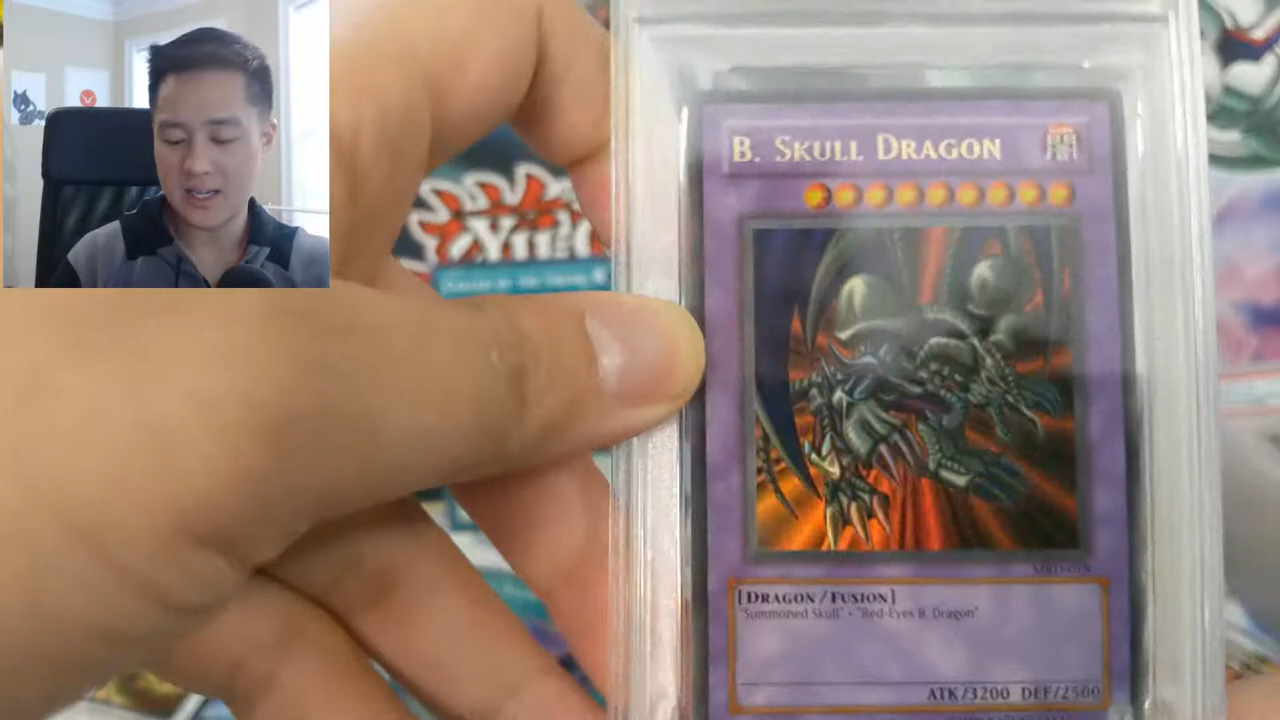 B. SKULL DRAGON
[DRAGON/FUSION]
"Summoned Skull" + "Red-Eyes B. Dragon"
ATK/3200 DEF/2500